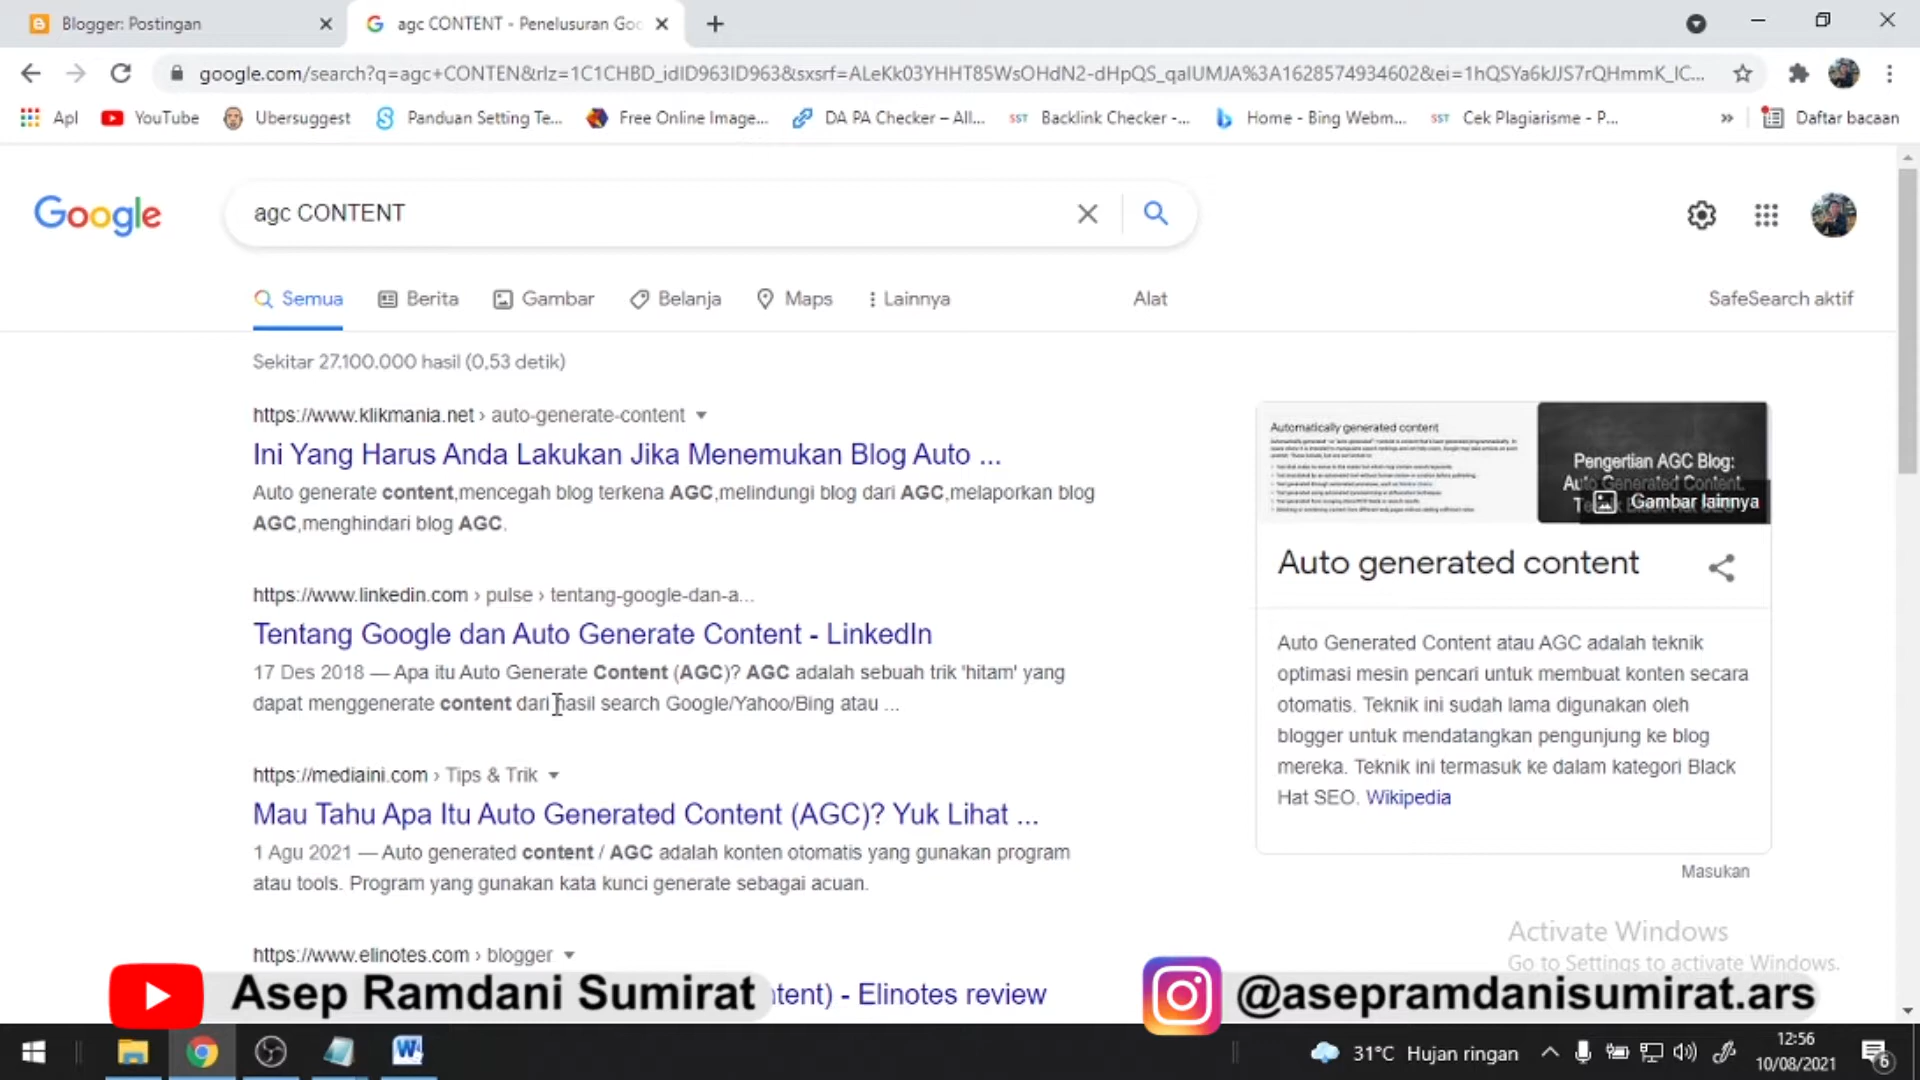 Blogger: Postingan
agc CONTENT - Penelusuran Goo
google.com/search?q=agc+CONTEN&rlz=1C1CHBD_idID963ID963&sxsrf=ALeKk03YHHT85WsOHdN2-dHpQS_qaIUMJA%3A1628574934602&ei=1hQSYa6kJJS7rQHmmK_IC...
Apl
YouTube
Ubersuggest
Panduan Setting Te...
Free Online Image...
DA PA Checker – All...
SST Backlink Checker -...
Home - Bing Webm...
SST Cek Plagiarisme - P...
Daftar bacaan
Google
agc CONTENT
Semua
Berita
Gambar
Belanja
Maps
Lainnya
Alat
SafeSearch aktif
Sekitar 27.100.000 hasil (0,53 detik)
https://www.klikmania.net › auto-generate-content
Ini Yang Harus Anda Lakukan Jika Menemukan Blog Auto ...
Auto generate content,mencegah blog terkena AGC,melindungi blog dari AGC,melaporkan blog
AGC,menghindari blog AGC.
https://www.linkedin.com › pulse › tentang-google-dan-a...
Tentang Google dan Auto Generate Content - LinkedIn
17 Des 2018 — Apa itu Auto Generate Content (AGC)? AGC adalah sebuah trik 'hitam' yang
dapat menggenerate content dari hasil search Google/Yahoo/Bing atau ...
https://mediaini.com › Tips & Trik
Mau Tahu Apa Itu Auto Generated Content (AGC)? Yuk Lihat ...
1 Agu 2021 — Auto generated content / AGC adalah konten otomatis yang gunakan program
atau tools. Program yang gunakan kata kunci generate sebagai acuan.
https://www.elinotes.com › blogger
ntent) - Elinotes review
Automatically generated content
Pengertian AGC Blog:
Auto Generated Content,
Gambar lainnya
Auto generated content
Auto Generated Content atau AGC adalah teknik
optimasi mesin pencari untuk membuat konten secara
otomatis. Teknik ini sudah lama digunakan oleh
blogger untuk mendatangkan pengunjung ke blog
mereka. Teknik ini termasuk ke dalam kategori Black
Hat SEO. Wikipedia
Masukan
Activate Windows
Go to Settings to activate Windows.
Asep Ramdani Sumirat
@asepramdanisumirat.ars
31°C Hujan ringan
12:56
10/08/2021
6